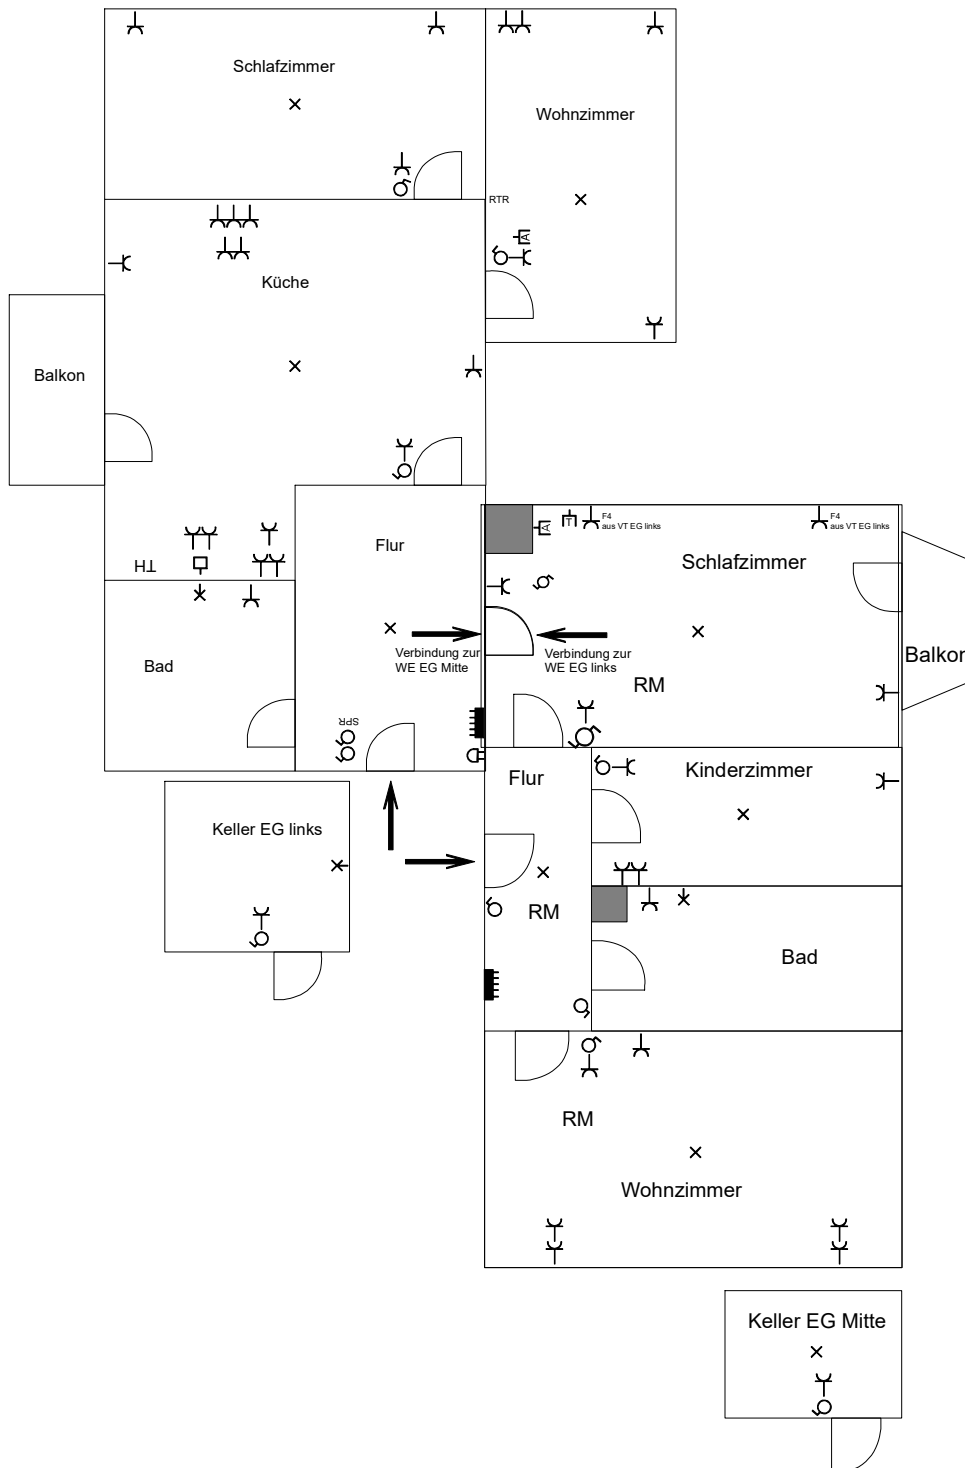 Schlafzimmer
Wohnzimmer
RTR
A
Küche
Balkon
TH
Flur
Bad
SPR
Verbindung zur
WE EG Mitte
A
T
F4
aus VT EG links
F4
aus VT EG links
Schlafzimmer
Verbindung zur
WE EG links
RM
Balkon
Keller EG links
Flur
Kinderzimmer
RM
Bad
RM
Wohnzimmer
Keller EG Mitte